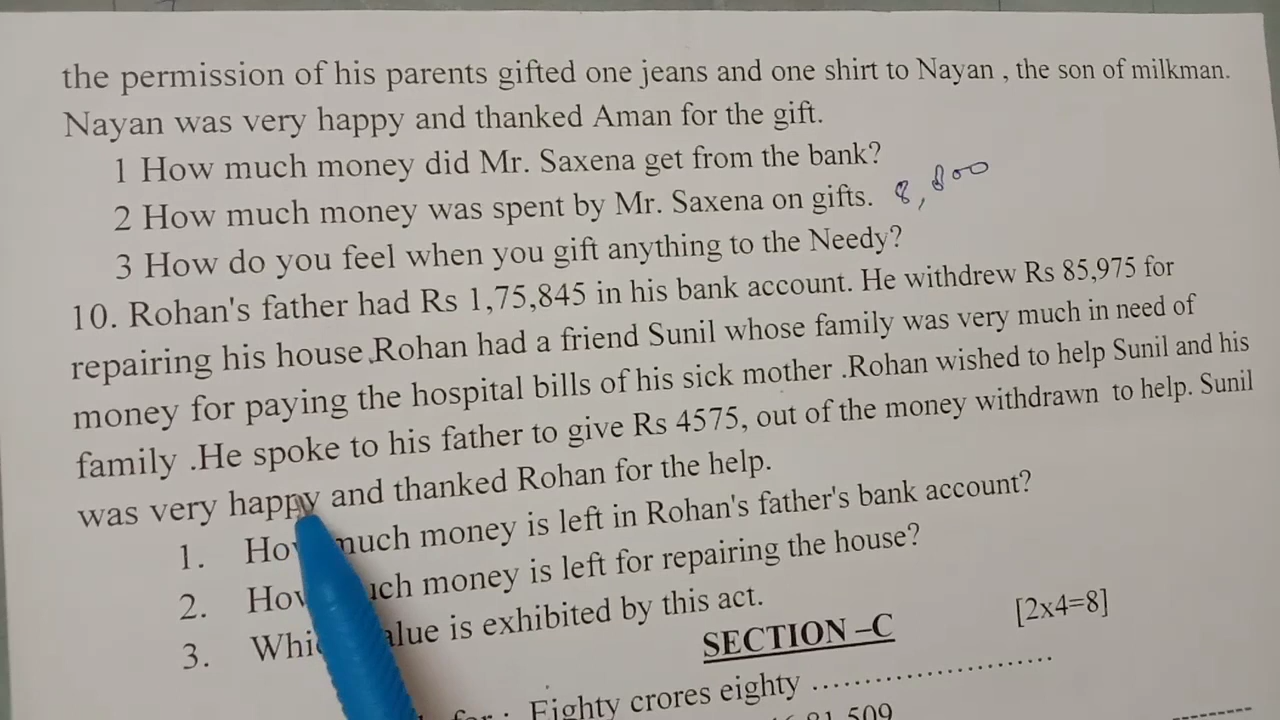 the permission of his parents gifted one jeans and one shirt to Nayan , the son of milkman.
Nayan was very happy and thanked Aman for the gift.
1 How much money did Mr. Saxena get from the bank?
2 How much money was spent by Mr. Saxena on gifts. 8,800
3 How do you feel when you gift anything to the Needy?
10. Rohan's father had Rs 1,75,845 in his bank account. He withdrew Rs 85,975 for
repairing his house.Rohan had a friend Sunil whose family was very much in need of
money for paying the hospital bills of his sick mother .Rohan wished to help Sunil and his
family .He spoke to his father to give Rs 4575, out of the money withdrawn to help. Sunil
was very happy and thanked Rohan for the help.
1. How much money is left in Rohan's father's bank account?
2. How much money is left for repairing the house?
3. Which value is exhibited by this act.
[2x4=8]
SECTION –C
for : Eighty crores eighty ........................
81,509